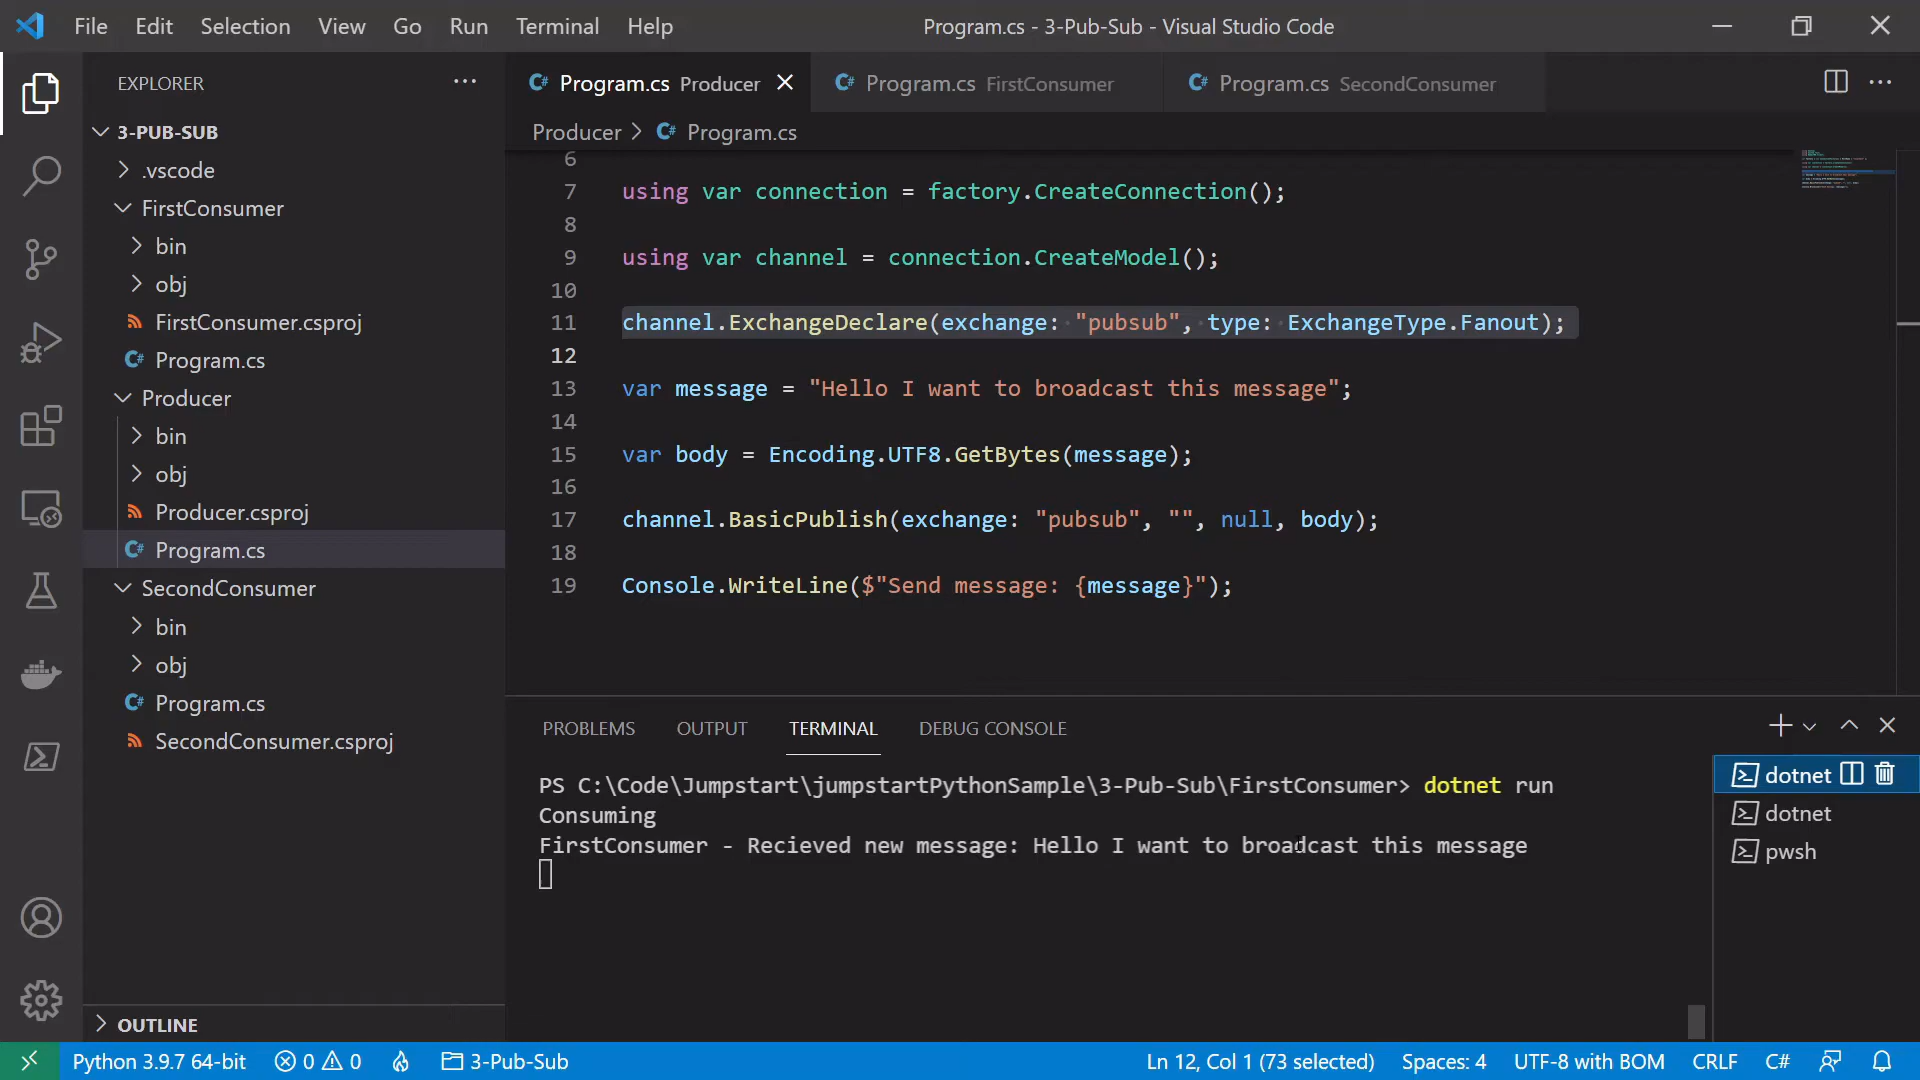 File Edit Selection View Go Run Terminal Help
Program.cs - 3-Pub-Sub - Visual Studio Code
EXPLORER
3-PUB-SUB
.vscode
FirstConsumer
bin
obj
FirstConsumer.csproj
Program.cs
Producer
bin
obj
Producer.csproj
Program.cs
SecondConsumer
bin
obj
Program.cs
SecondConsumer.csproj
OUTLINE
Program.cs Producer
Program.cs FirstConsumer
Program.cs SecondConsumer
Producer > Program.cs
6
7 using var connection = factory.CreateConnection();
8
9 using var channel = connection.CreateModel();
10
11 channel.ExchangeDeclare(exchange: "pubsub", type: ExchangeType.Fanout);
12
13 var message = "Hello I want to broadcast this message";
14
15 var body = Encoding.UTF8.GetBytes(message);
16
17 channel.BasicPublish(exchange: "pubsub", "", null, body);
18
19 Console.WriteLine($"Send message: {message}");
PROBLEMS OUTPUT TERMINAL DEBUG CONSOLE
PS C:\Code\Jumpstart\jumpstartPythonSample\3-Pub-Sub\FirstConsumer> dotnet run
Consuming
FirstConsumer - Recieved new message: Hello I want to broadcast this message
dotnet
dotnet
pwsh
Python 3.9.7 64-bit 0 0 3-Pub-Sub Ln 12, Col 1 (73 selected) Spaces: 4 UTF-8 with BOM CRLF C#